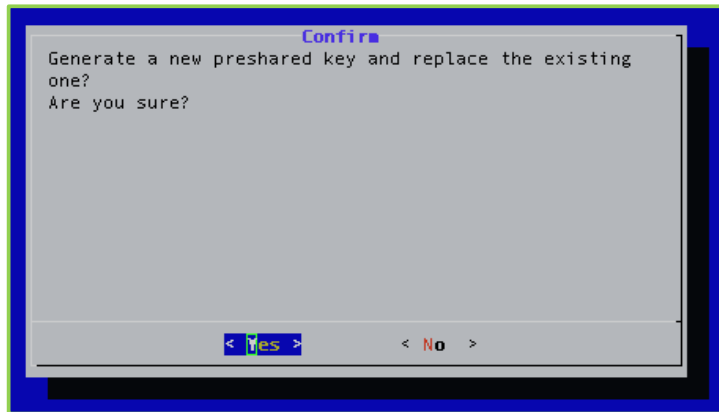 Confirm
Generate a new preshared key and replace the existing
one?
Are you sure?
< Yes > < No >